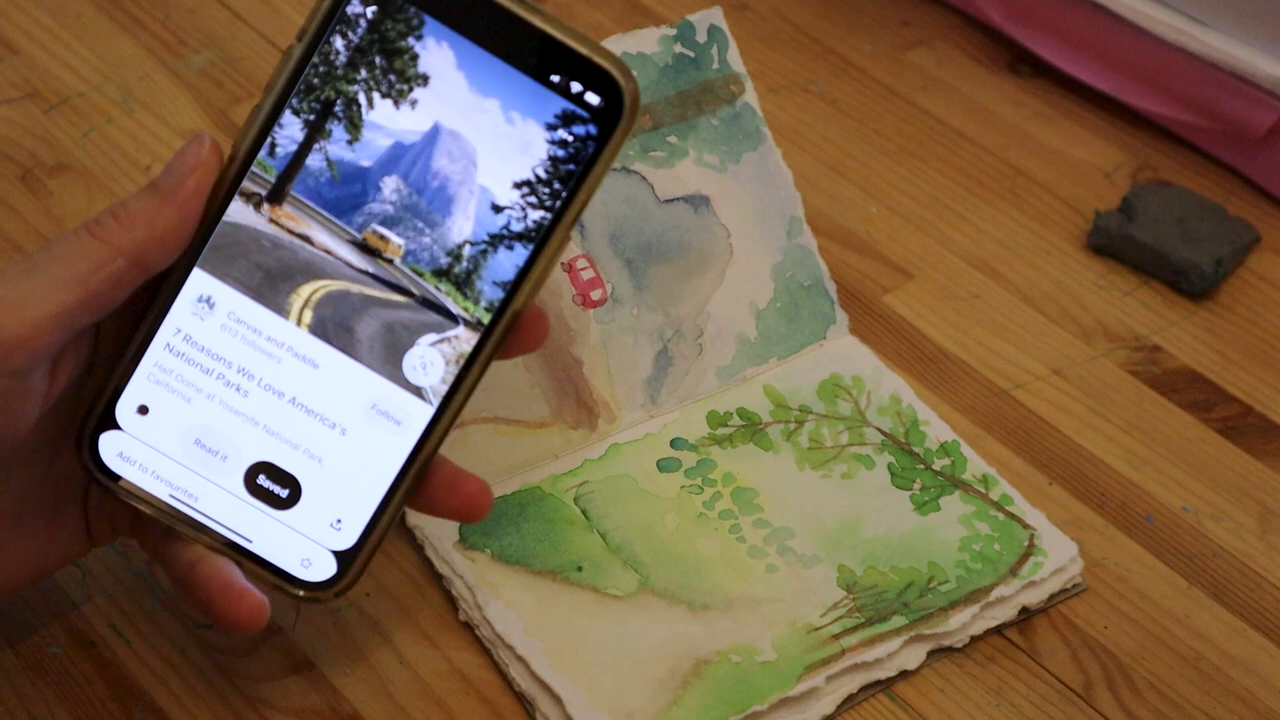 Canvas and Paddle
613 followers
Follow
7 Reasons We Love America's
National Parks
Half Dome at Yosemite National Park,
California.
Read it
Saved
Add to favourites